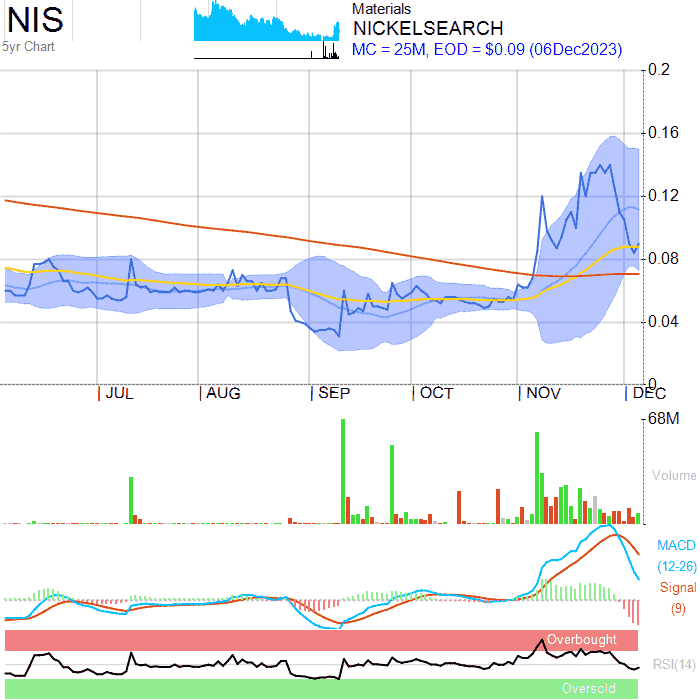 NIS
5yr Chart
Materials
NICKELSEARCH
MC = 25M, EOD = $0.09 (06Dec2023)
0.2
0.16
0.12
0.08
0.04
0
JUL AUG SEP OCT NOV DEC
68M
Volume
MACD
(12-26)
Signal
(9)
Overbought
RSI(14)
Oversold